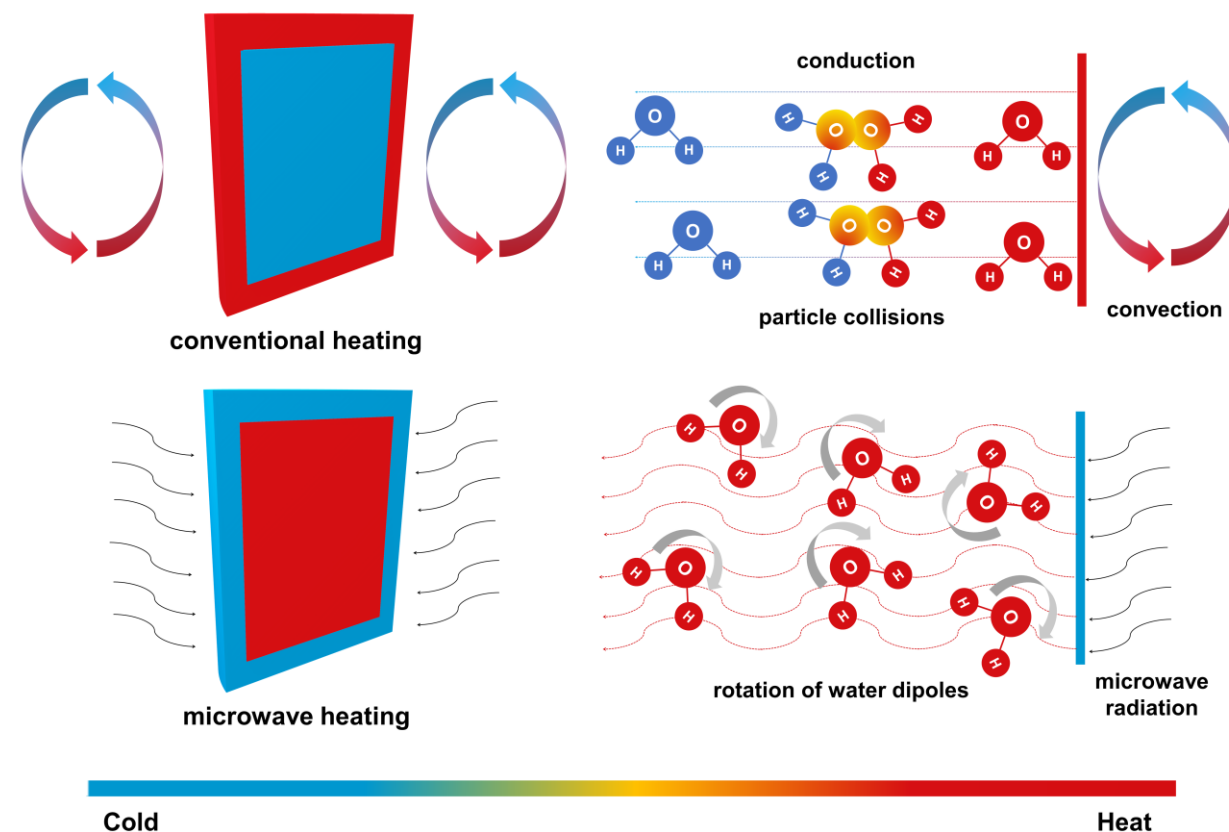 conduction
O
H H
H O O H
H H
O
H H
O
H H
H O O H
H H
O
H H
particle collisions
convection
conventional heating
H O
H
O
H H
H
O H
H O
H
O H
H
H O
H
rotation of water dipoles
microwave
radiation
microwave heating
Cold Heat